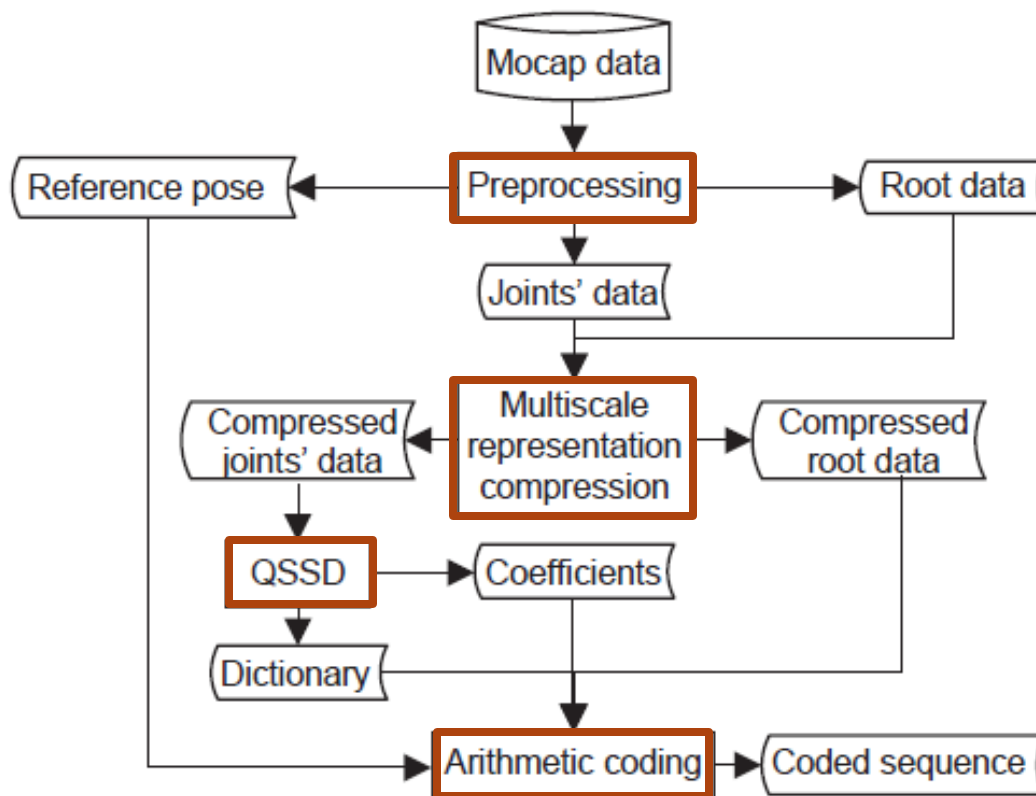 Mocap data
Reference pose
Preprocessing
Root data
Joints’ data
Compressed
joints’ data
Multiscale
representation
compression
Compressed
root data
QSSD
Coefficients
Dictionary
Arithmetic coding
Coded sequence